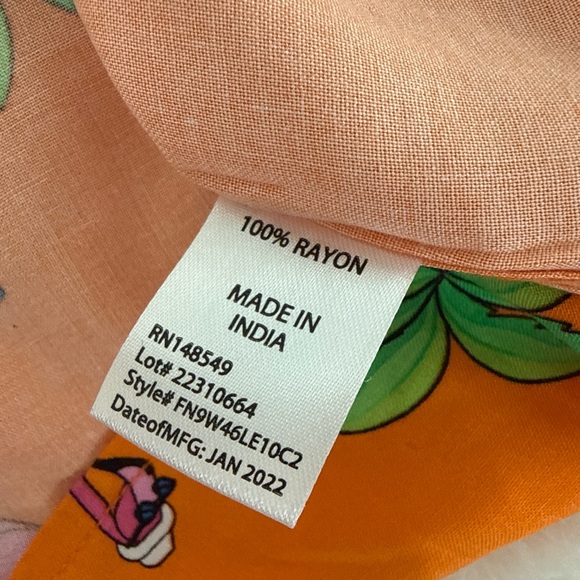 100% RAYON
MADE IN
INDIA
RN148549
Lot# 22310664
Style# FN9W46LE10C2
DateofMFG: JAN 2022